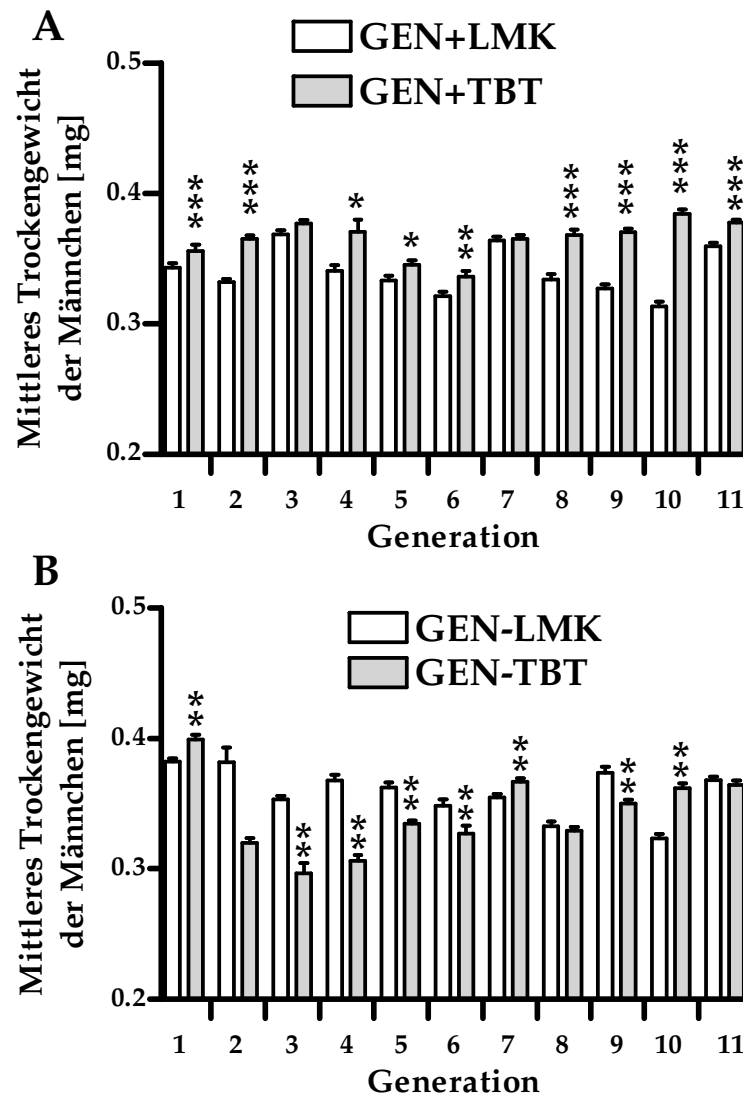 A
GEN+LMK
GEN+TBT
Mittleres Trockengewicht
der Männchen [mg]
0.5
0.4
0.3
0.2
*** *** * * ** *** *** *** ***
1 2 3 4 5 6 7 8 9 10 11
Generation
B
GEN-LMK
GEN-TBT
Mittleres Trockengewicht
der Männchen [mg]
0.5
0.4
0.3
0.2
** ** ** ** ** ** ** **
1 2 3 4 5 6 7 8 9 10 11
Generation